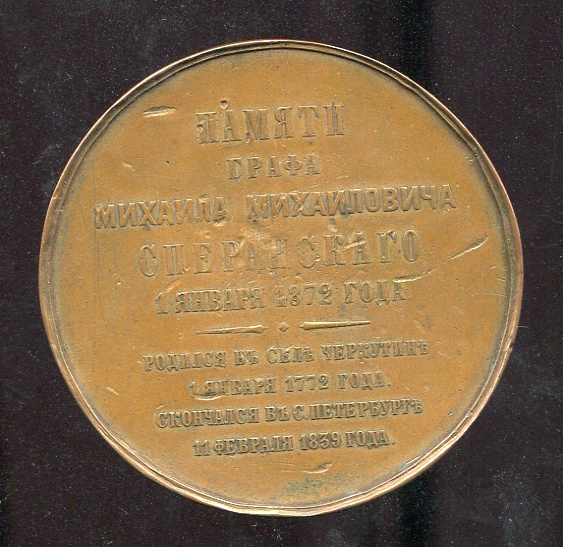 ПАМЯТИ
ГРАФА
МИХАИЛА МИХАИЛОВИЧА
СПЕРАНСКАГО
1 ЯНВАРЯ 1872 ГОДА
РОДИЛСЯ ВЪ СЕЛѢ ЧЕРКУТИНѢ
1 ЯНВАРЯ 1772 ГОДА.
СКОНЧАЛСЯ ВЪ С. ПЕТЕРБУРГѢ
11 ФЕВРАЛЯ 1839 ГОДА.